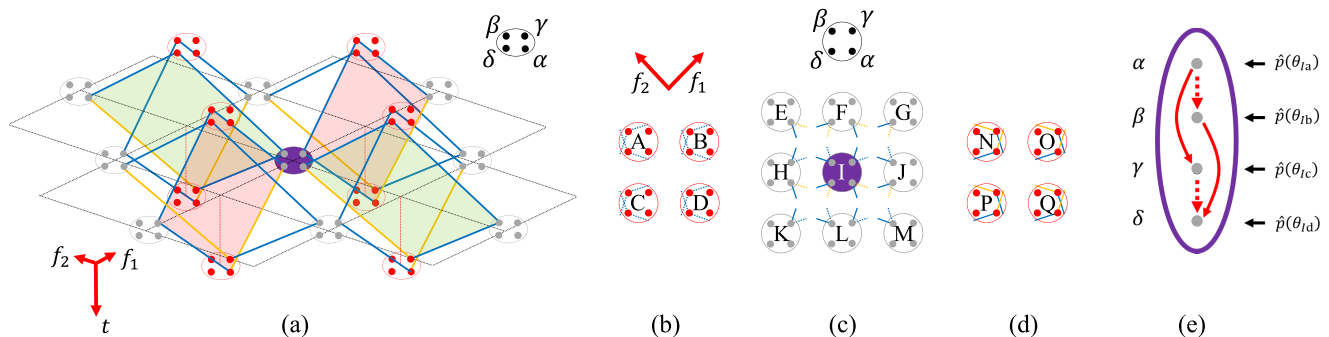 β γ
δ α
f₂ f₁
t
(a)
f₂ f₁
A B
C D
(b)
β γ
δ α
E F G
H I J
K L M
(c)
N O
P Q
(d)
α p̂(θ_Ia)
β p̂(θ_Ib)
γ p̂(θ_Ic)
δ p̂(θ_Id)
(e)